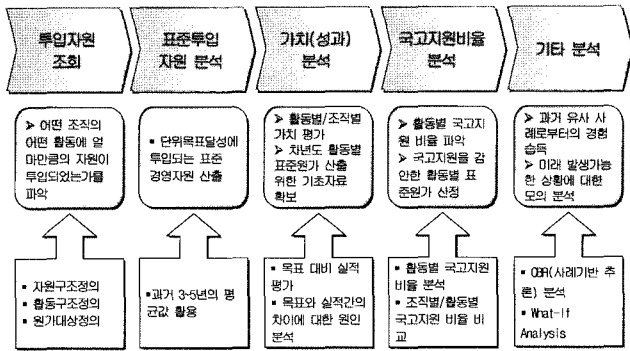 투입자원
조회
표준투입
자원 분석
가치(성과)
분석
국고지원비율
분석
기타 분석
➤ 어떤 조직의
어떤 활동에 얼
마만큼의 자원이
투입되었는가를
파악
▪ 단위목표달성에
투입되는 표준
경영자원 산출
➤ 활동별/조직별
가치 평가
➤ 차년도 활동별
표준원가 산출
위한 기초자료
확보
➤ 활동별 국고지
원 비율 파악
➤ 국고지원을 감
안한 활동별 표
준원가 산정
➤ 과거 유사 사
례로부터의 경험
습득
➤ 미래 발생가능
한 상황에 대한
모의 분석
▪ 자원구조정의
▪ 활동구조정의
▪ 원가대상정의
▪과거 3-5년의 평
균값 활용
▪ 목표 대비 실적
평가
▪ 목표와 실적간의
차이에 대한 원인
분석
▪ 활동별 국고지원
비율 분석
▪ 조직별/활동별
국고지원 비율 비
교
▪ CBR(사례기반 추
론) 분석
▪ What-If
Analysis